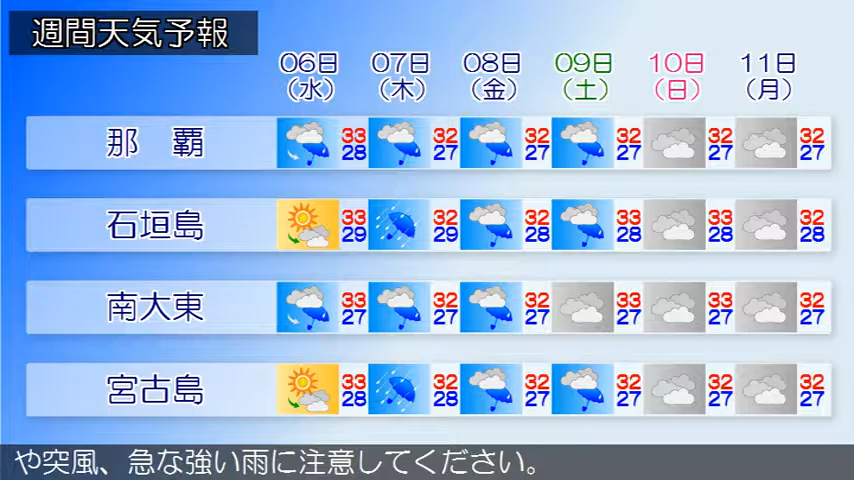 週間天気予報
06日 07日 08日 09日 10日 11日
(水) (木) (金) (土) (日) (月)
那　覇 33 28 32 27 32 27 32 27 32 27 32 27
石垣島 33 29 32 29 32 28 33 28 33 28 32 28
南大東 33 27 32 27 32 27 33 27 33 27 32 27
宮古島 33 28 32 28 32 27 32 27 32 27 32 27
や突風、急な強い雨に注意してください。